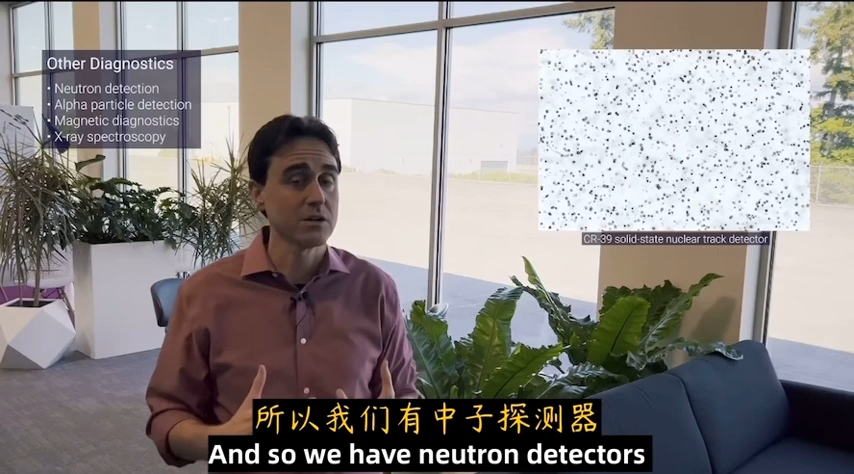 Other Diagnostics
• Neutron detection
• Alpha particle detection
• Magnetic diagnostics
• X-ray spectroscopy
CR-39 solid-state nuclear track detector
所以我们有中子探测器
And so we have neutron detectors